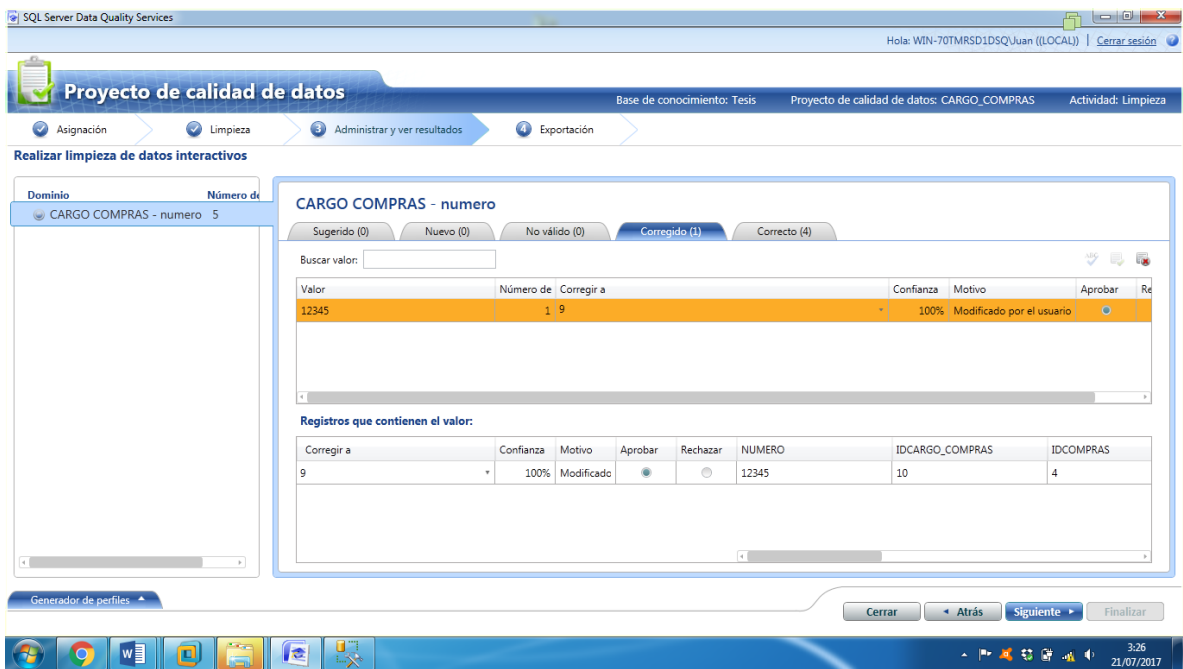 SQL Server Data Quality Services
Hola: WIN-70TMRSD1DSQ\Juan ((LOCAL)) | Cerrar sesión
Proyecto de calidad de datos
Base de conocimiento: Tesis Proyecto de calidad de datos: CARGO_COMPRAS Actividad: Limpieza
Asignación Limpieza 3 Administrar y ver resultados 4 Exportación
Realizar limpieza de datos interactivos
Dominio Número de
CARGO COMPRAS - numero 5
CARGO COMPRAS - numero
Sugerido (0) Nuevo (0) No válido (0) Corregido (1) Correcto (4)
Buscar valor:
Valor Número de Corregir a Confianza Motivo Aprobar Re
12345 1 9 100% Modificado por el usuario
Registros que contienen el valor:
Corregir a Confianza Motivo Aprobar Rechazar NUMERO IDCARGO_COMPRAS IDCOMPRAS
9 100% Modificado 12345 10 4
Generador de perfiles
Cerrar Atrás Siguiente Finalizar
3:26
21/07/2017